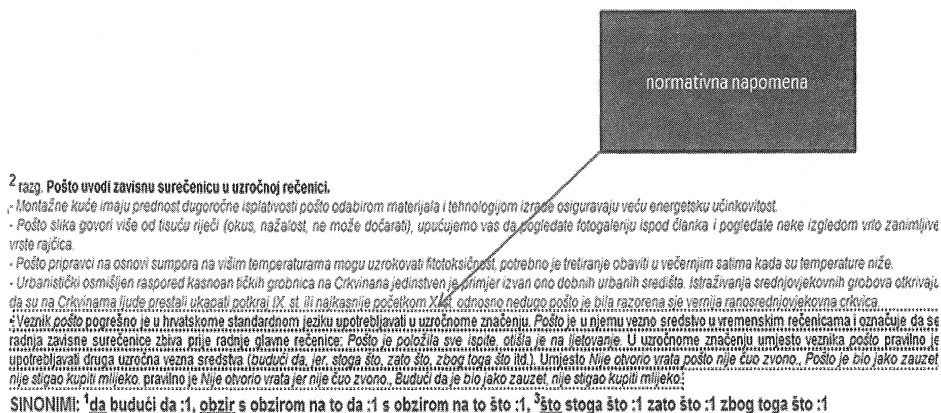 normativna napomena
2 razg. Pošto uvodi zavisnu surečenicu u uzročnoj rečenici.
- Montažne kuće imaju prednost dugoročne isplativosti pošto odabirom materijala i tehnologijom izrade osiguravaju veću energetsku učinkovitost.
- Pošto slika govori više od tisuću riječi (okus, nažalost, ne može dočarati), upućujemo vas da pogledate fotogaleriju ispod članka i pogledate neke izgledom vrlo zanimljive
vrste rajčica.
- Pošto pripravci na osnovi sumpora na višim temperaturama mogu uzrokovati fitotoksičnost, potrebno je tretiranje obaviti u večernjim satima kada su temperature niže.
- Urbanistički osmišljen raspored kasnoantičkih grobnica na Crkvinama jedinstven je primjer izvan ono dobnih urbanih središta. Istraživanja srednjovjekovnih grobova otkrivaju
da su na Crkvinama ljude prestali ukapati potkraj IX. st. ili najkasnije početkom X. st. odnosno nedugo pošto je bila razorena sjevernija ranosrednjovjekovna crkvica.
Veznik pošto pogrešno je u hrvatskome standardnom jeziku upotrebljavati u uzročnome značenju. Pošto je u njemu vezno sredstvo u vremenskim rečenicama i označuje da se
radnja zavisne surečenice zbiva prije radnje glavne rečenice: Pošto je položila sve ispite, otišla je na ljetovanje. U uzročnome značenju umjesto veznika pošto pravilno je
upotrebljavati druga uzročna vezna sredstva (budući da, jer, stoga što, zato što, zbog toga što itd.). Umjesto Nije otvorio vrata pošto nije čuo zvono., Pošto je bio jako zauzet,
nije stigao kupiti mlijeko. pravilno je Nije otvorio vrata jer nije čuo zvono., Budući da je bio jako zauzet, nije stigao kupiti mlijeko.
SINONIMI: 1da budući da :1, obzir s obzirom na to da :1 s obzirom na to što :1, 3što stoga što :1 zato što :1 zbog toga što :1